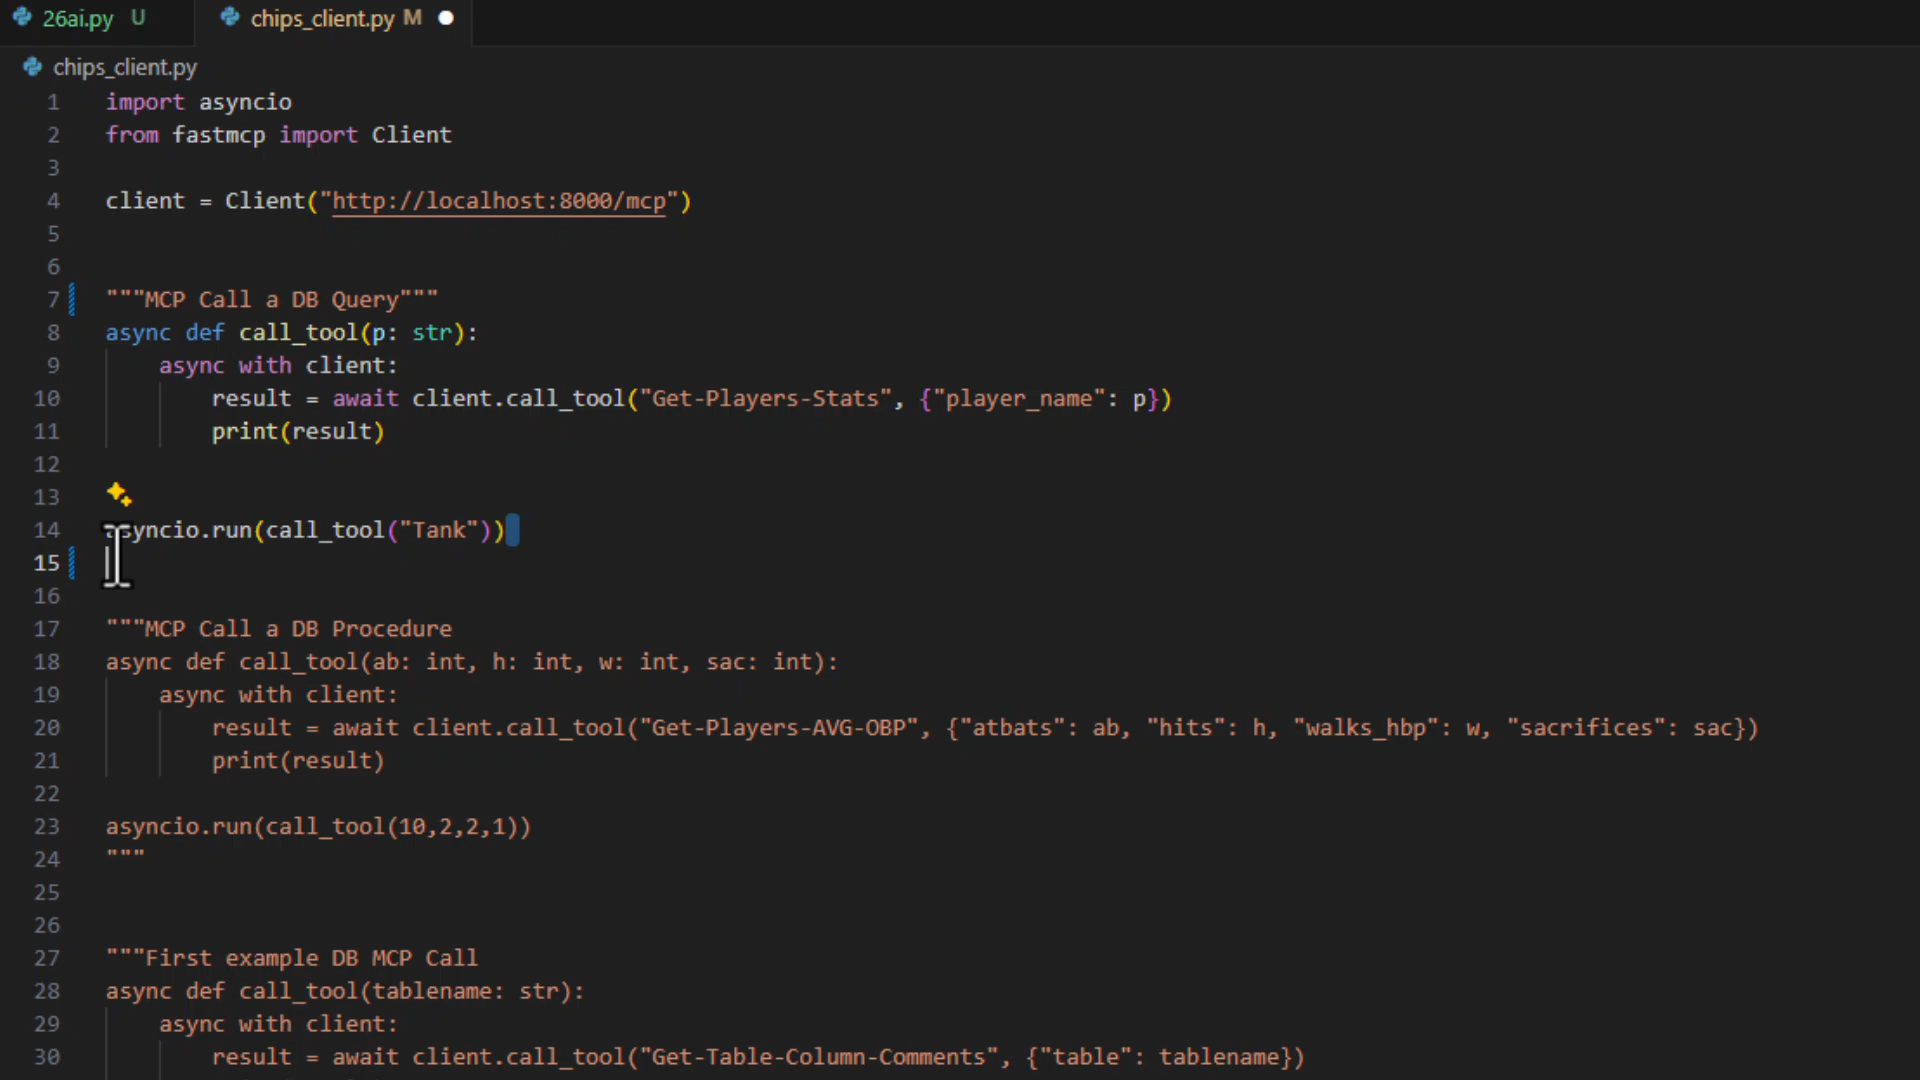 26ai.py U chips_client.py M
chips_client.py
1 import asyncio
2 from fastmcp import Client
3
4 client = Client("http://localhost:8000/mcp")
5
6
7 """MCP Call a DB Query"""
8 async def call_tool(p: str):
9 async with client:
10 result = await client.call_tool("Get-Players-Stats", {"player_name": p})
11 print(result)
12
13
14 asyncio.run(call_tool("Tank"))
15
16
17 """MCP Call a DB Procedure
18 async def call_tool(ab: int, h: int, w: int, sac: int):
19 async with client:
20 result = await client.call_tool("Get-Players-AVG-OBP", {"atbats": ab, "hits": h, "walks_hbp": w, "sacrifices": sac})
21 print(result)
22
23 asyncio.run(call_tool(10,2,2,1))
24 """
25
26
27 """First example DB MCP Call
28 async def call_tool(tablename: str):
29 async with client:
30 result = await client.call_tool("Get-Table-Column-Comments", {"table": tablename})